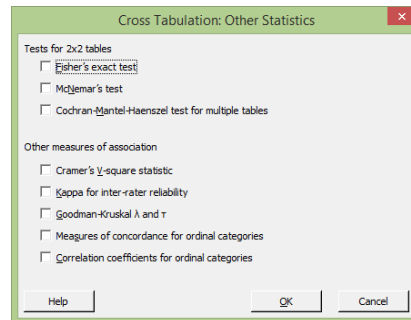 Cross Tabulation: Other Statistics
Tests for 2x2 tables
Fisher's exact test
McNemar's test
Cochran-Mantel-Haenszel test for multiple tables
Other measures of association
Cramer's V-square statistic
Kappa for inter-rater reliability
Goodman-Kruskal λ and τ
Measures of concordance for ordinal categories
Correlation coefficients for ordinal categories
Help OK Cancel